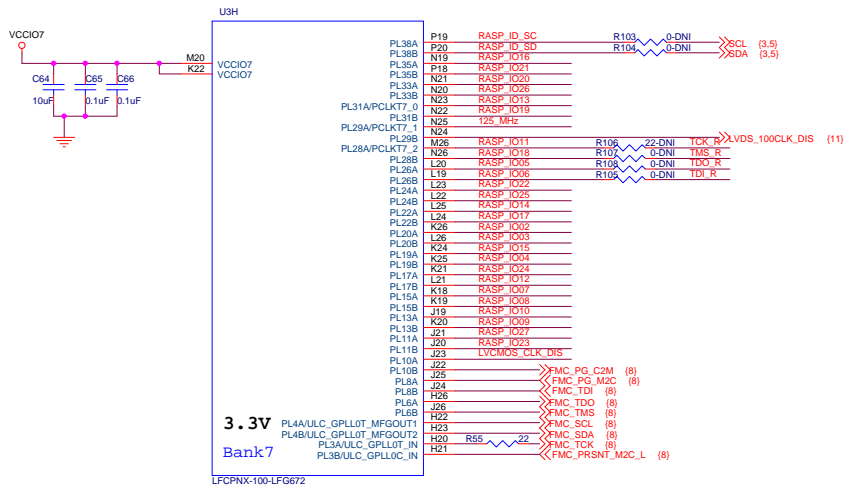 U3H
VCCIO7
M20 VCCIO7
K22 VCCIO7
C64 C65 C66
10uF 0.1uF 0.1uF
PL38A P19 RASP_ID_SC R103 0-DNI SCL {3,5}
PL38B P20 RASP_ID_SD R104 0-DNI SDA {3,5}
PL35A N19 RASP_IO16
PL35B P18 RASP_IO21
PL33A N21 RASP_IO20
PL33B N20 RASP_IO26
PL31A/PCLKT7_0 N23 RASP_IO13
PL31B N22 RASP_IO19
PL29A/PCLKT7_1 N25 125_MHz
PL29B N24 LVDS_100CLK_DIS {11}
PL28A/PCLKT7_2 M26 RASP_IO11 R106 22-DNI TCK_R
PL28B N26 RASP_IO18 R107 0-DNI TMS_R
PL26A L20 RASP_IO05 R108 0-DNI TDO_R
PL26B L19 RASP_IO06 R105 0-DNI TDI_R
PL24A L23 RASP_IO22
PL24B L22 RASP_IO25
PL22A L25 RASP_IO14
PL22B L24 RASP_IO17
PL20A K26 RASP_IO02
PL20B L26 RASP_IO03
PL19A K24 RASP_IO15
PL19B K25 RASP_IO04
PL17A K21 RASP_IO24
PL17B L21 RASP_IO12
PL15A K18 RASP_IO07
PL15B K19 RASP_IO08
PL13A J19 RASP_IO10
PL13B K20 RASP_IO09
PL11A J21 RASP_IO27
PL11B J20 RASP_IO23
PL10A J23 LVCMOS_CLK_DIS
PL10B J22 FMC_PG_C2M {8}
PL8A J25 FMC_PG_M2C {8}
PL8B J24 FMC_TDI {8}
PL6A H26 FMC_TDO {8}
PL6B J26 FMC_TMS {8}
3.3V PL4A/ULC_GPLL0T_MFGOUT1 H22 FMC_SCL {8}
PL4B/ULC_GPLL0T_MFGOUT2 H23 FMC_SDA {8}
PL3A/ULC_GPLL0T_IN H20 R55 22 FMC_TCK {8}
Bank7 PL3B/ULC_GPLL0C_IN H21 FMC_PRSNT_M2C_L {8}
LFCPNX-100-LFG672